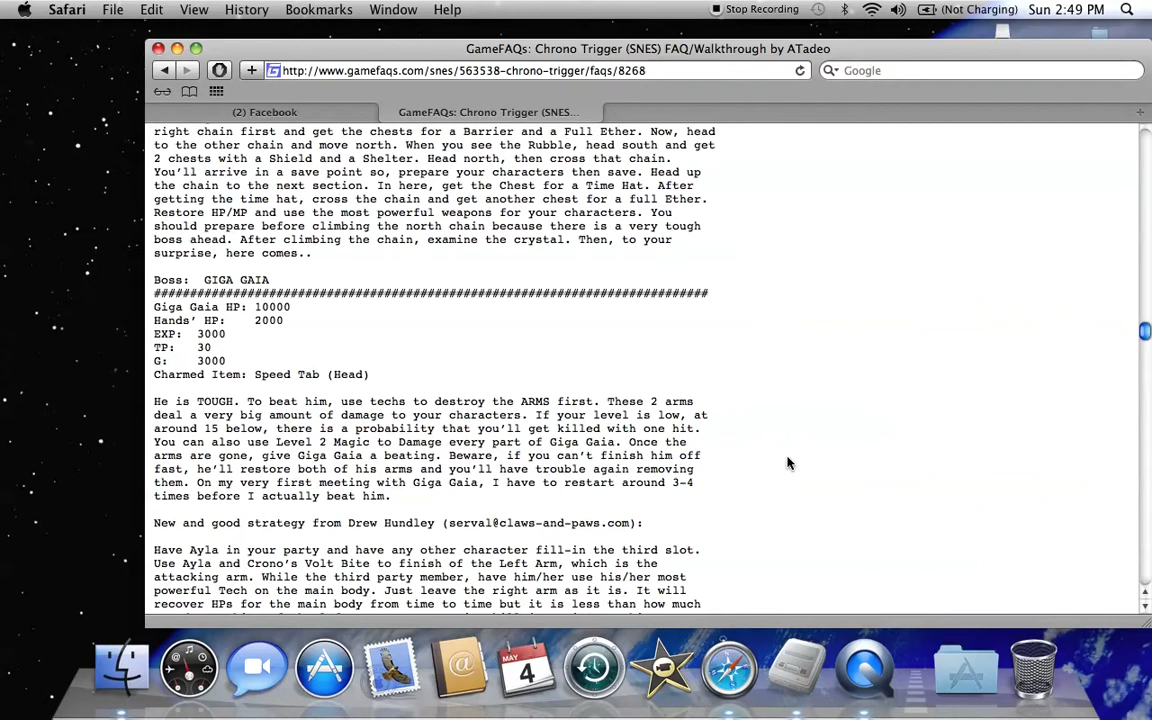 Safari File Edit View History Bookmarks Window Help Stop Recording (Not Charging) Sun 2:49 PM
GameFAQs: Chrono Trigger (SNES) FAQ/Walkthrough by ATadeo
http://www.gamefaqs.com/snes/563538-chrono-trigger/faqs/8268 Google
(2) Facebook GameFAQs: Chrono Trigger (SNES...
right chain first and get the chests for a Barrier and a Full Ether. Now, head
to the other chain and move north. When you see the Rubble, head south and get
2 chests with a Shield and a Shelter. Head north, then cross that chain.
You'll arrive in a save point so, prepare your characters then save. Head up
the chain to the next section. In here, get the Chest for a Time Hat. After
getting the time hat, cross the chain and get another chest for a full Ether.
Restore HP/MP and use the most powerful weapons for your characters. You
should prepare before climbing the north chain because there is a very tough
boss ahead. After climbing the chain, examine the crystal. Then, to your
surprise, here comes..
Boss: GIGA GAIA
#############################################################################
Giga Gaia HP: 10000
Hands' HP: 2000
EXP: 3000
TP: 30
G: 3000
Charmed Item: Speed Tab (Head)
He is TOUGH. To beat him, use techs to destroy the ARMS first. These 2 arms
deal a very big amount of damage to your characters. If your level is low, at
around 15 below, there is a probability that you'll get killed with one hit.
You can also use Level 2 Magic to Damage every part of Giga Gaia. Once the
arms are gone, give Giga Gaia a beating. Beware, if you can't finish him off
fast, he'll restore both of his arms and you'll have trouble again removing
them. On my very first meeting with Giga Gaia, I have to restart around 3-4
times before I actually beat him.
New and good strategy from Drew Hundley (serval@claws-and-paws.com):
Have Ayla in your party and have any other character fill-in the third slot.
Use Ayla and Crono's Volt Bite to finish of the Left Arm, which is the
attacking arm. While the third party member, have him/her use his/her most
powerful Tech on the main body. Just leave the right arm as it is. It will
recover HPs for the main body from time to time but it is less than how much
MAY
4